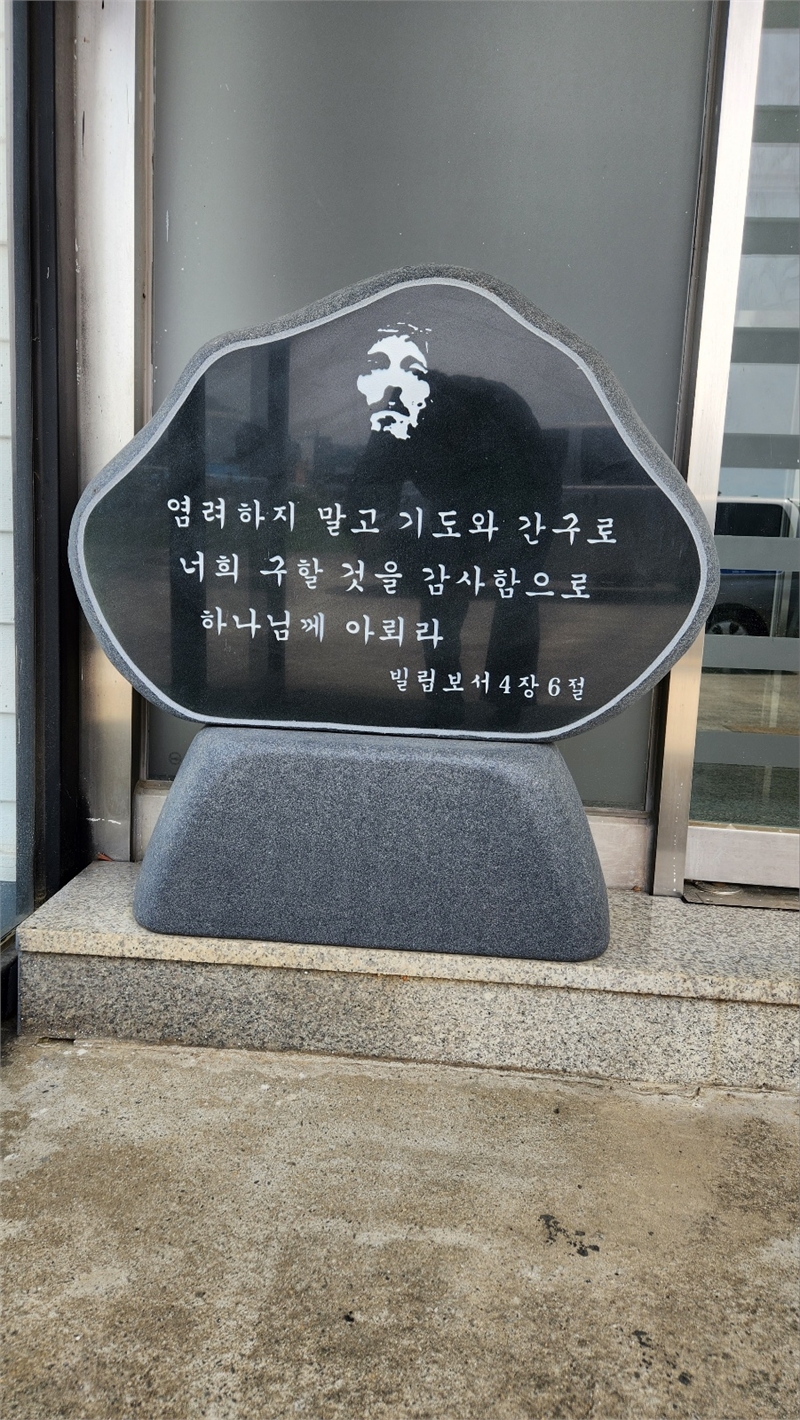 염려하지 말고 기도와 간구로
너희 구할 것을 감사함으로
하나님께 아뢰라
빌립보서 4장 6절